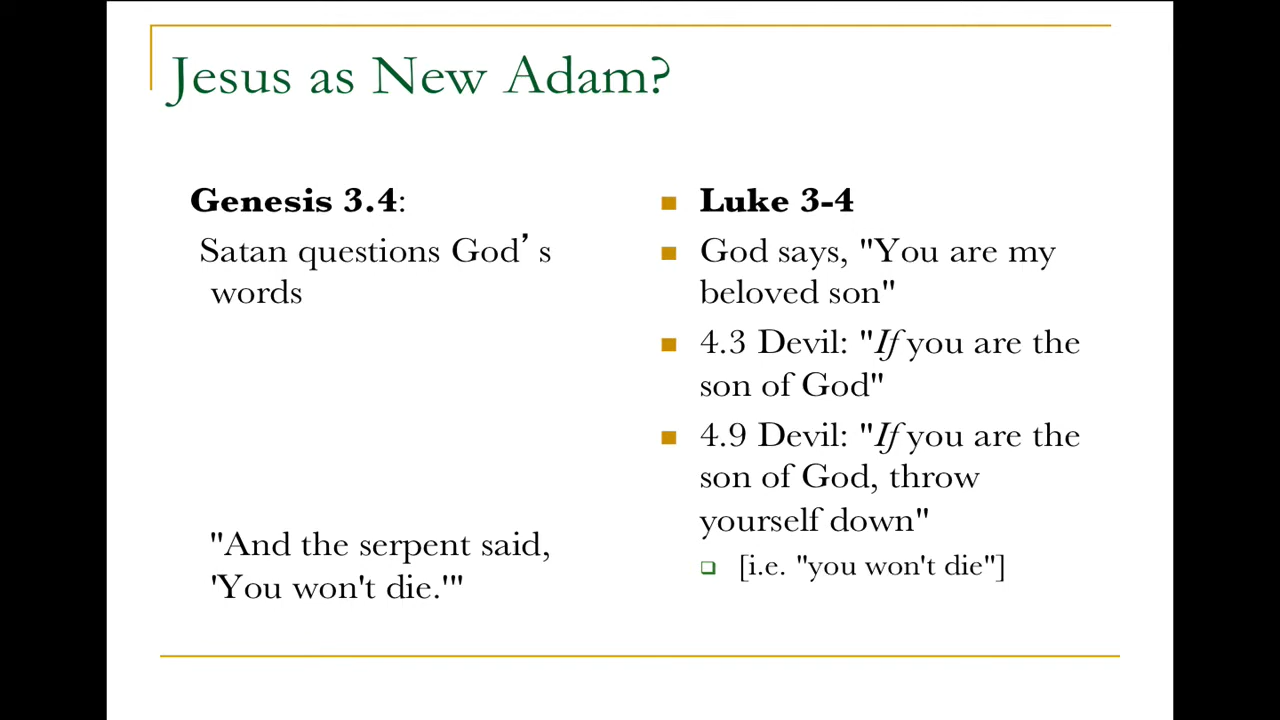 Jesus as New Adam?
Genesis 3.4:
Satan questions God’s
words
"And the serpent said,
'You won't die.'"
Luke 3-4
God says, "You are my
beloved son"
4.3 Devil: "If you are the
son of God"
4.9 Devil: "If you are the
son of God, throw
yourself down"
[i.e. "you won't die"]